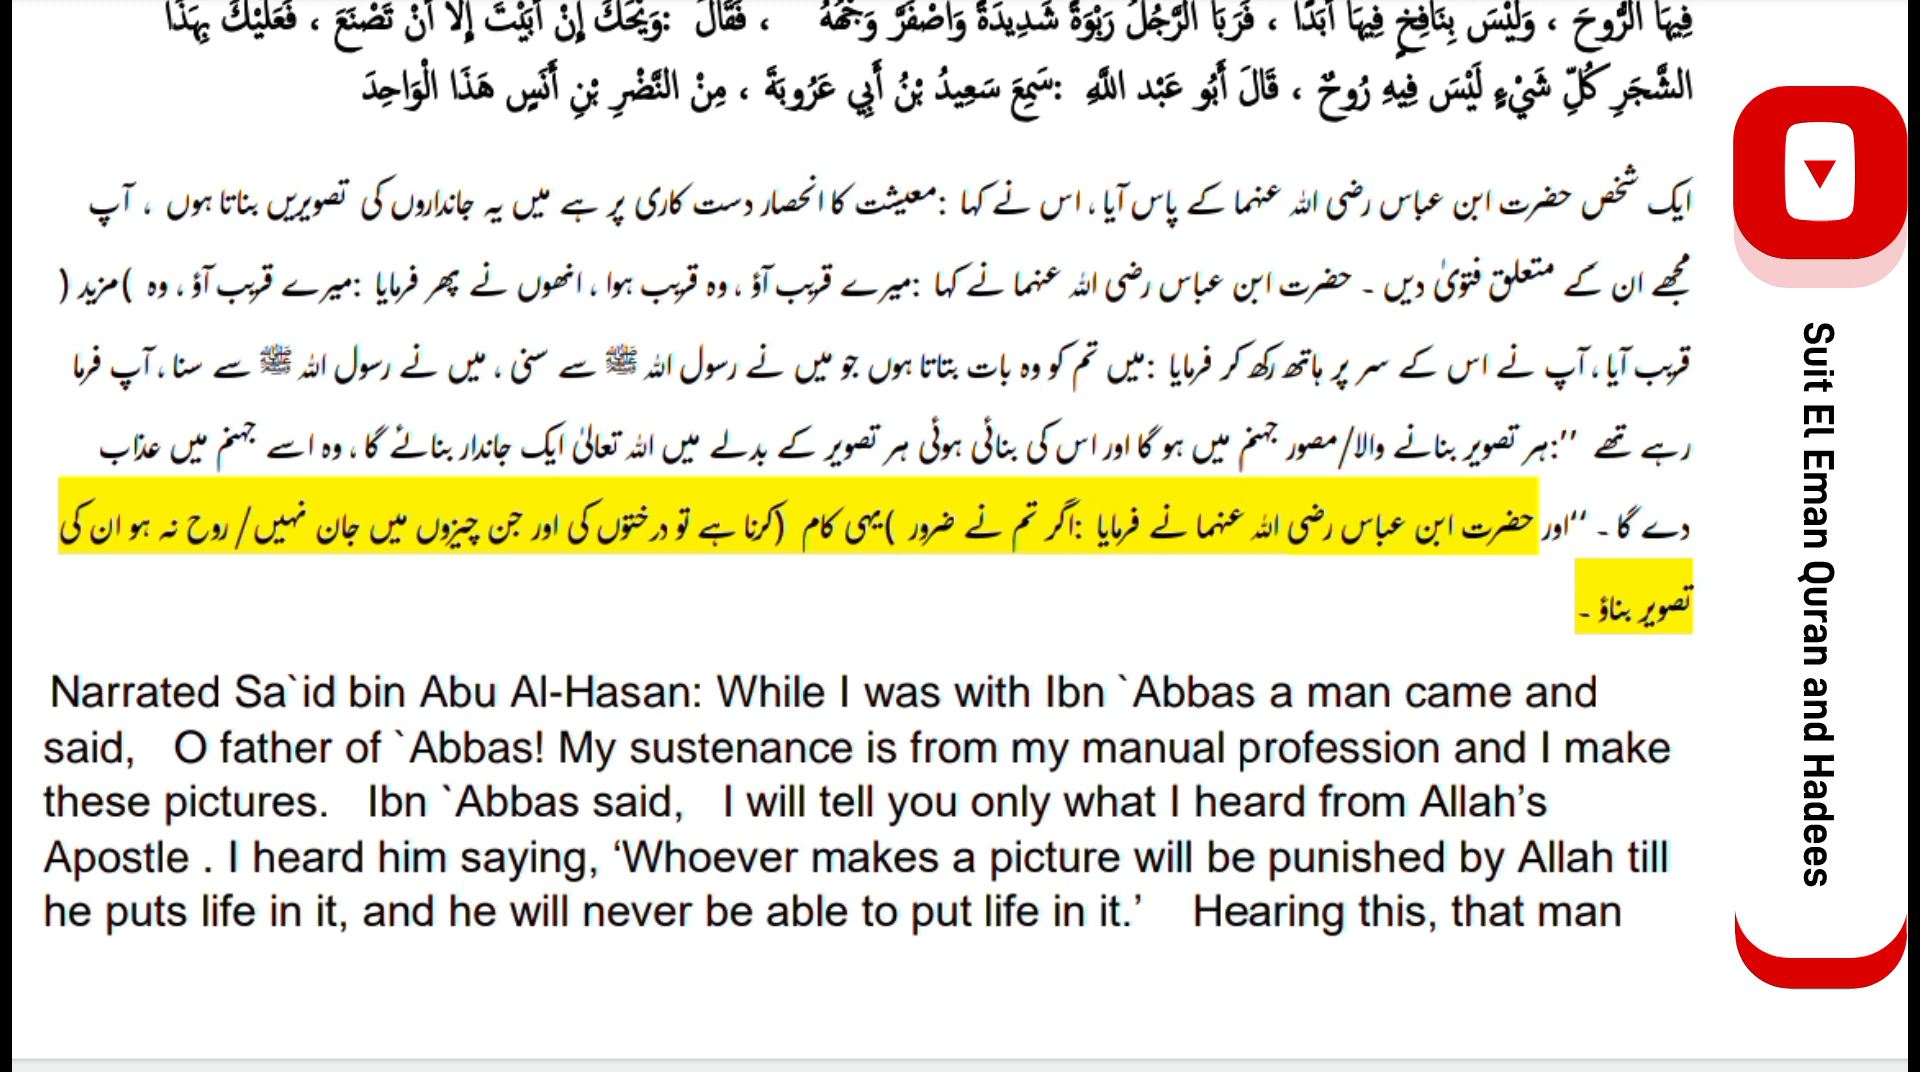 فِيهَا الرُّوحَ ، وَلَيْسَ بِنَافِخٍ فِيهَا أَبَدًا ، فَرَبَا الرَّجُلُ رَبْوَةً شَدِيدَةً وَاصْفَرَّ وَجْهُهُ ، فَقَالَ :وَيْحَكَ إِنْ أَبَيْتَ إِلَّا أَنْ تَصْنَعَ ، فَعَلَيْكَ بِهَذَا
الشَّجَرِ كُلِّ شَيْءٍ لَيْسَ فِيهِ رُوحٌ ، قَالَ أَبُو عَبْد اللَّهِ :سَمِعَ سَعِيدُ بْنُ أَبِي عَرُوبَةَ ، مِنْ النَّضْرِ بْنِ أَنَسٍ هَذَا الْوَاحِدَ
ایک شخص حضرت ابن عباس رضی اللہ عنہما کے پاس آیا ، اس نے کہا :معیشت کا انحصار دست کاری پر ہے میں یہ جانداروں کی تصویریں بناتا ہوں ، آپ
مجھے ان کے متعلق فتویٰ دیں ۔ حضرت ابن عباس رضی اللہ عنہما نے کہا :میرے قریب آؤ ، وہ قریب ہوا ، انھوں نے پھر فرمایا :میرے قریب آؤ ، وہ )مزید (
قریب آیا ، آپ نے اس کے سر پر ہاتھ رکھ کر فرمایا :میں تم کو وہ بات بتاتا ہوں جو میں نے رسول اللہ ﷺ سے سنی ، میں نے رسول اللہ ﷺ سے سنا ، آپ فرما
رہے تھے ’’:ہر تصویر بنانے والا/مصور جہنم میں ہو گا اور اس کی بنائی ہوئی ہر تصویر کے بدلے میں اللہ تعالیٰ ایک جاندار بنائے گا ، وہ اسے جہنم میں عذاب
دے گا ۔ ‘‘اور حضرت ابن عباس رضی اللہ عنہما نے فرمایا :اگر تم نے ضرور )یہی کام (کرنا ہے تو درختوں کی اور جن چیزوں میں جان نہیں/ روح نہ ہو ان کی
تصویر بناؤ ۔
Narrated Sa`id bin Abu Al-Hasan: While I was with Ibn `Abbas a man came and
said, O father of `Abbas! My sustenance is from my manual profession and I make
these pictures. Ibn `Abbas said, I will tell you only what I heard from Allah’s
Apostle . I heard him saying, ‘Whoever makes a picture will be punished by Allah till
he puts life in it, and he will never be able to put life in it.’ Hearing this, that man
Suit El Eman Quran and Hadees